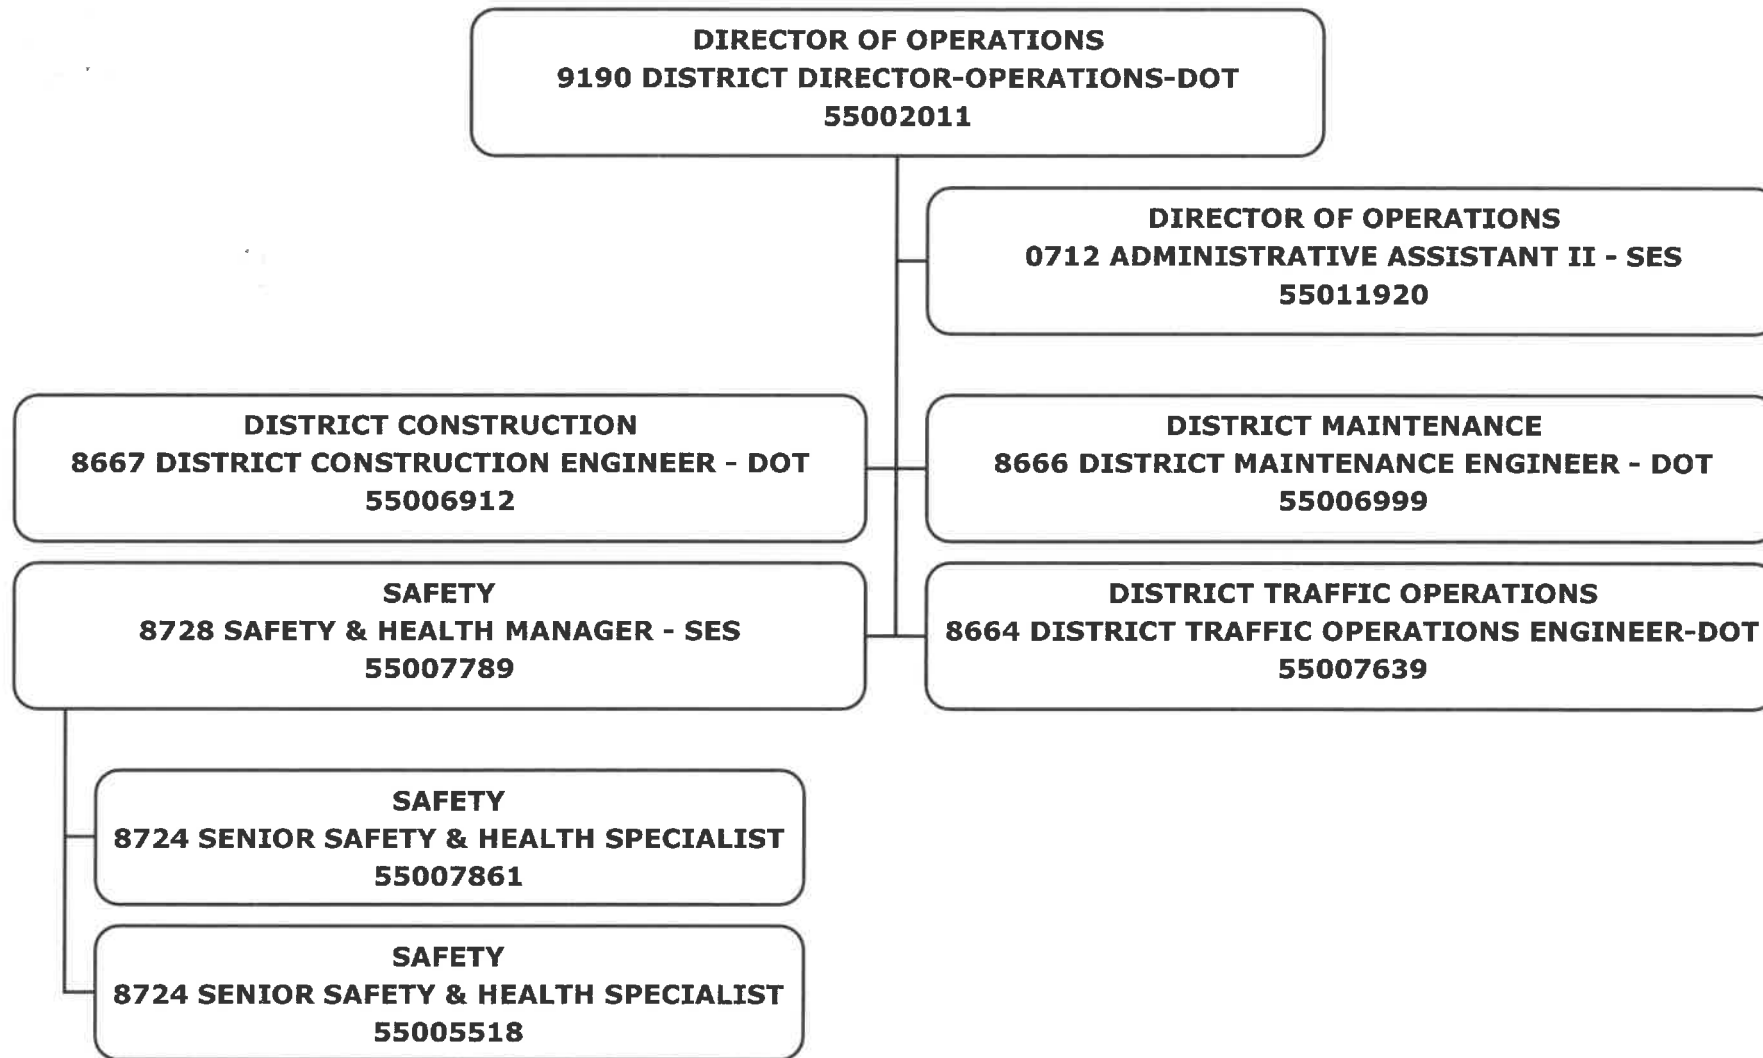 DIRECTOR OF OPERATIONS
9190 DISTRICT DIRECTOR-OPERATIONS-DOT
55002011
DIRECTOR OF OPERATIONS
0712 ADMINISTRATIVE ASSISTANT II - SES
55011920
DISTRICT CONSTRUCTION
8667 DISTRICT CONSTRUCTION ENGINEER - DOT
55006912
DISTRICT MAINTENANCE
8666 DISTRICT MAINTENANCE ENGINEER - DOT
55006999
SAFETY
8728 SAFETY & HEALTH MANAGER - SES
55007789
DISTRICT TRAFFIC OPERATIONS
8664 DISTRICT TRAFFIC OPERATIONS ENGINEER-DOT
55007639
SAFETY
8724 SENIOR SAFETY & HEALTH SPECIALIST
55007861
SAFETY
8724 SENIOR SAFETY & HEALTH SPECIALIST
55005518